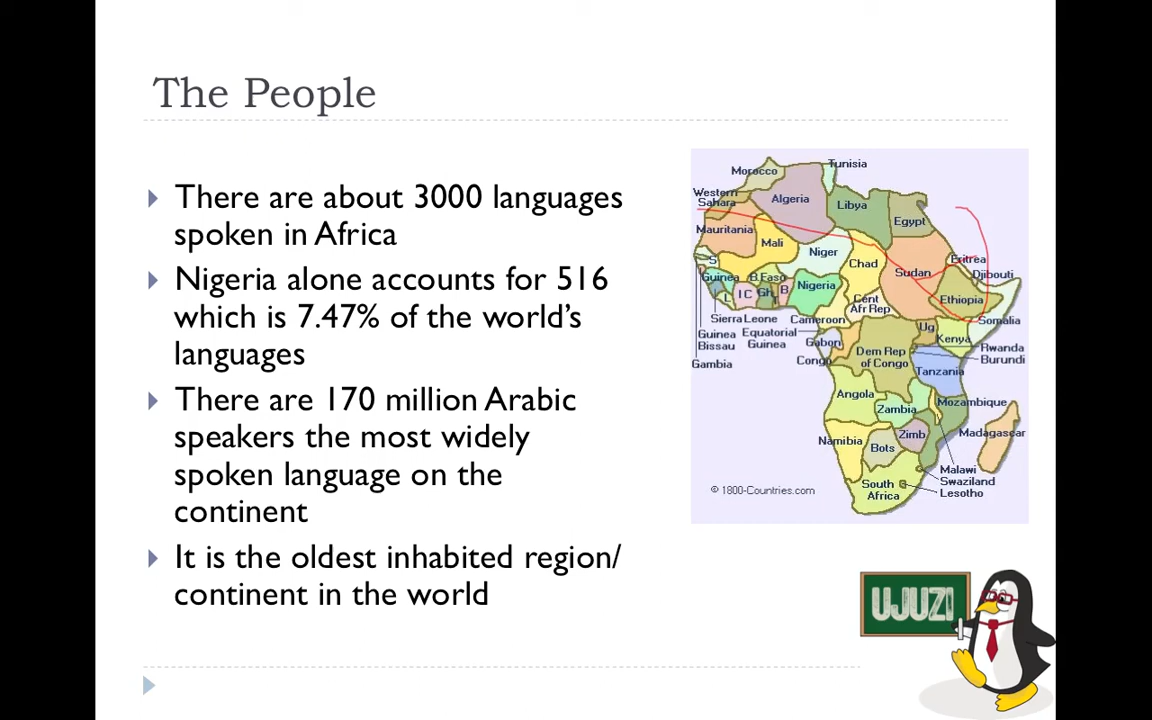 The People
There are about 3000 languages
spoken in Africa
Nigeria alone accounts for 516
which is 7.47% of the world's
languages
There are 170 million Arabic
speakers the most widely
spoken language on the
continent
It is the oldest inhabited region/
continent in the world
Tunisia
Morocco
Western
Sahara
Algeria
Libya
Egypt
Mauritania
Mali
Niger
Chad
Sudan
Eritrea
Djibouti
S
Guinea
B.Faso
Nigeria
Ethiopia
L
I C
Gh
T
B
Cent
Afr Rep
Somalia
Sierra Leone
Cameroon
Ug
Kenya
Guinea
Bissau
Equatorial
Guinea
Gabon
Congo
Dem Rep
of Congo
Rwanda
Burundi
Gambia
Tanzania
Angola
Zambia
Mozambique
Namibia
Zimb
Madagascar
Bots
Malawi
Swaziland
Lesotho
South
Africa
© 1800-Countries.com
UJUZI